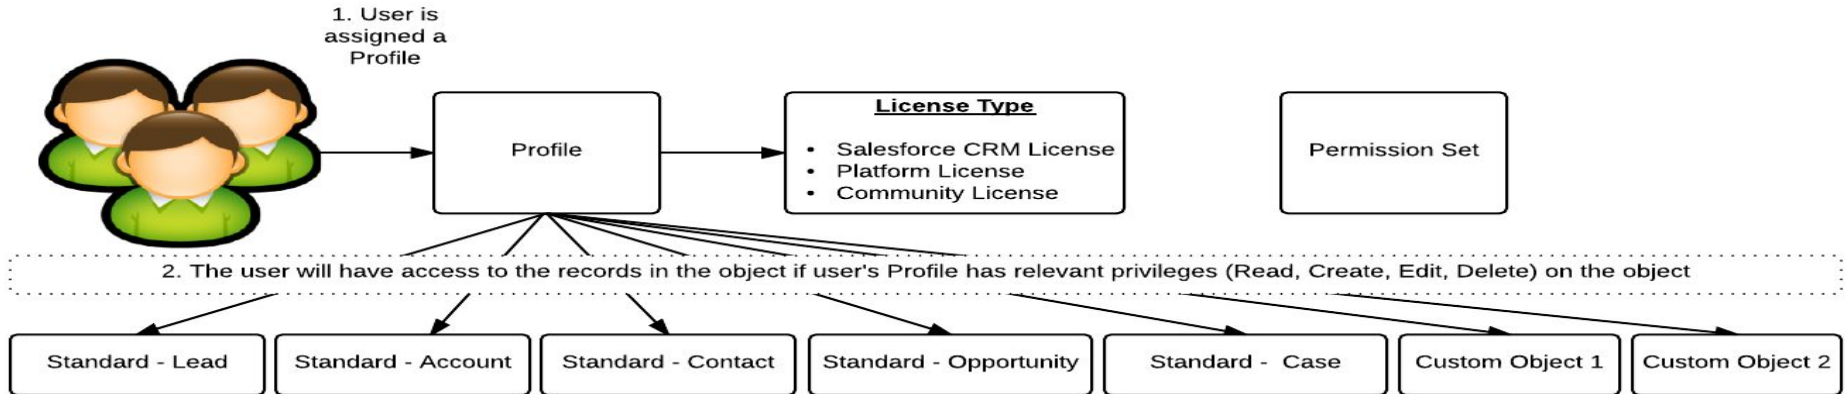 1. User is
assigned a
Profile
Profile
License Type
• Salesforce CRM License
• Platform License
• Community License
Permission Set
2. The user will have access to the records in the object if user's Profile has relevant privileges (Read, Create, Edit, Delete) on the object
Standard - Lead
Standard - Account
Standard - Contact
Standard - Opportunity
Standard - Case
Custom Object 1
Custom Object 2